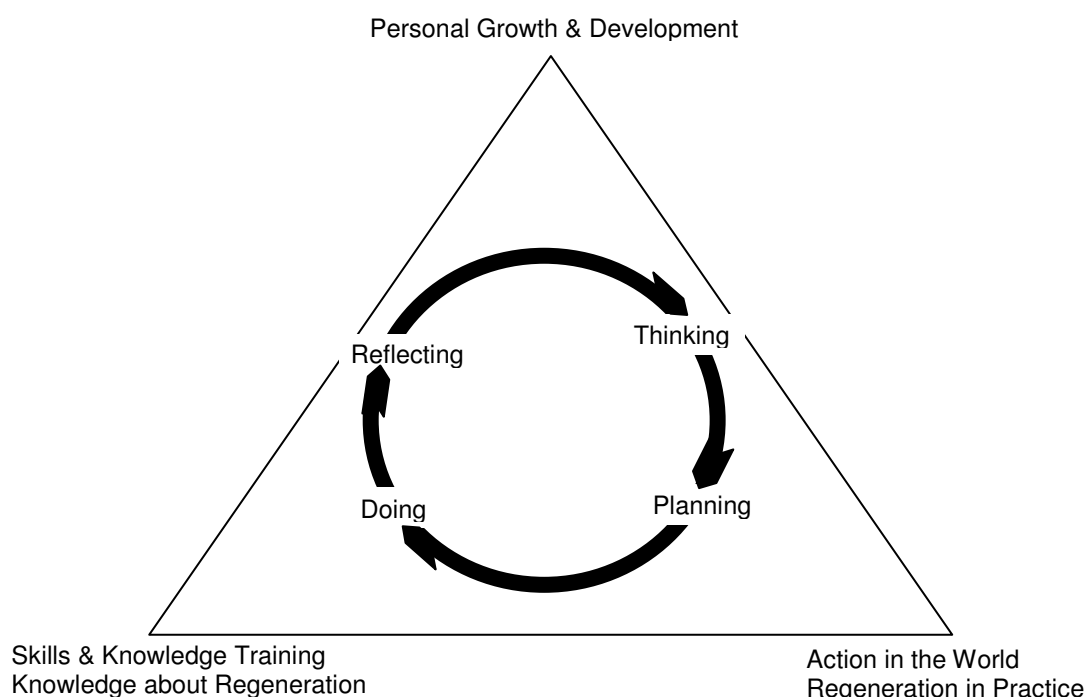 Personal Growth & Development
Thinking
Reflecting
Planning
Doing
Skills & Knowledge Training
Knowledge about Regeneration
Action in the World
Regeneration in Practice